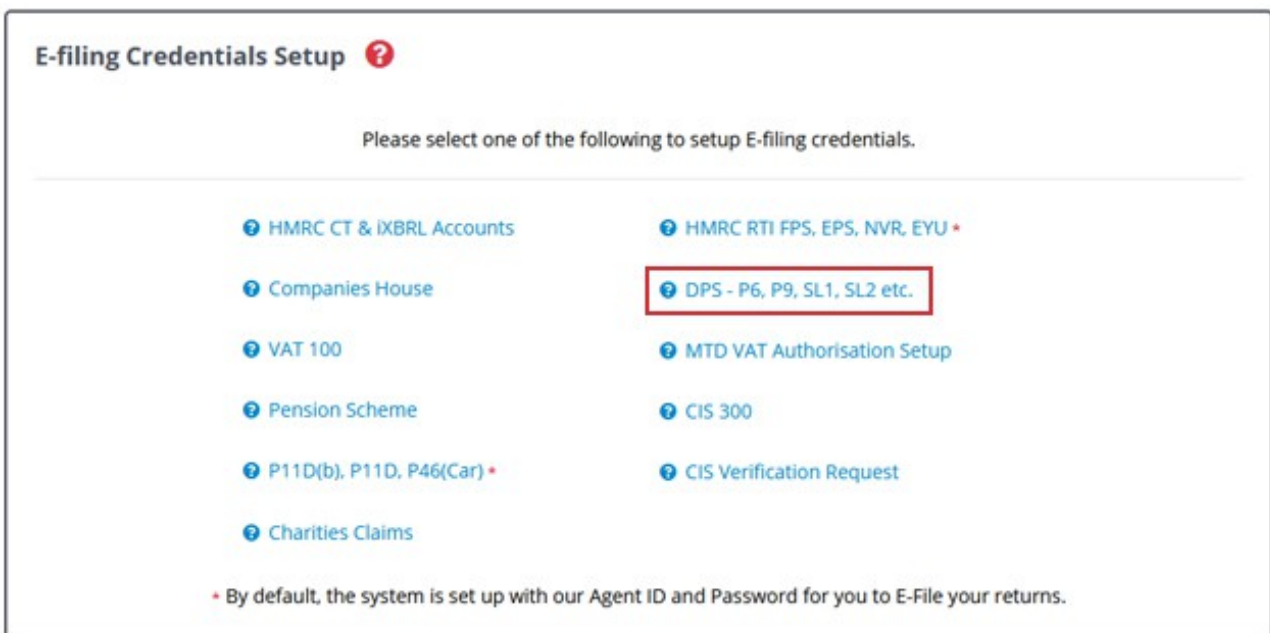 E-filing Credentials Setup
Please select one of the following to setup E-filing credentials.
HMRC CT & iXBRL Accounts
HMRC RTI FPS, EPS, NVR, EYU *
Companies House
DPS - P6, P9, SL1, SL2 etc.
VAT 100
MTD VAT Authorisation Setup
Pension Scheme
CIS 300
P11D(b), P11D, P46(Car) *
CIS Verification Request
Charities Claims
* By default, the system is set up with our Agent ID and Password for you to E-File your returns.